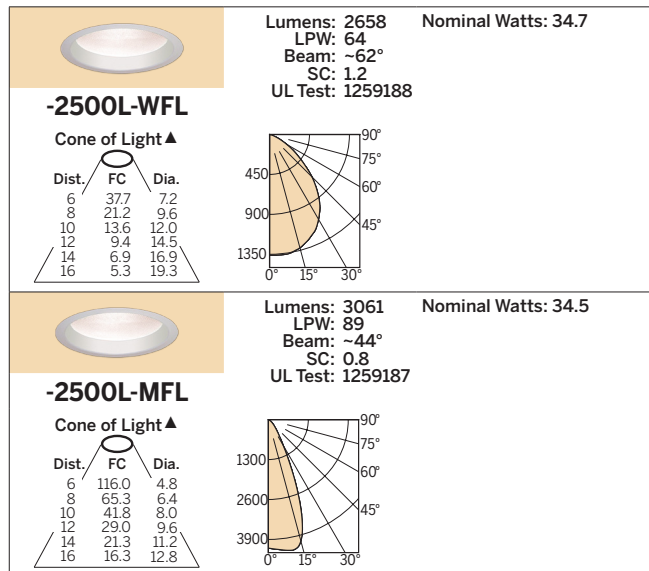 Lumens: 2658 Nominal Watts: 34.7
LPW: 64
Beam: ~62°
SC: 1.2
UL Test: 1259188
-2500L-WFL
Cone of Light▲
Dist. FC Dia.
6 37.7 7.2
8 21.2 9.6
10 13.6 12.0
12 9.4 14.5
14 6.9 16.9
16 5.3 19.3
90°
75°
450
60°
900
45°
1350
0° 15° 30°
Lumens: 3061 Nominal Watts: 34.5
LPW: 89
Beam: ~44°
SC: 0.8
UL Test: 1259187
-2500L-MFL
Cone of Light▲
Dist. FC Dia.
6 116.0 4.8
8 65.3 6.4
10 41.8 8.0
12 29.0 9.6
14 21.3 11.2
16 16.3 12.8
90°
75°
1300
60°
2600
45°
3900
0° 15° 30°